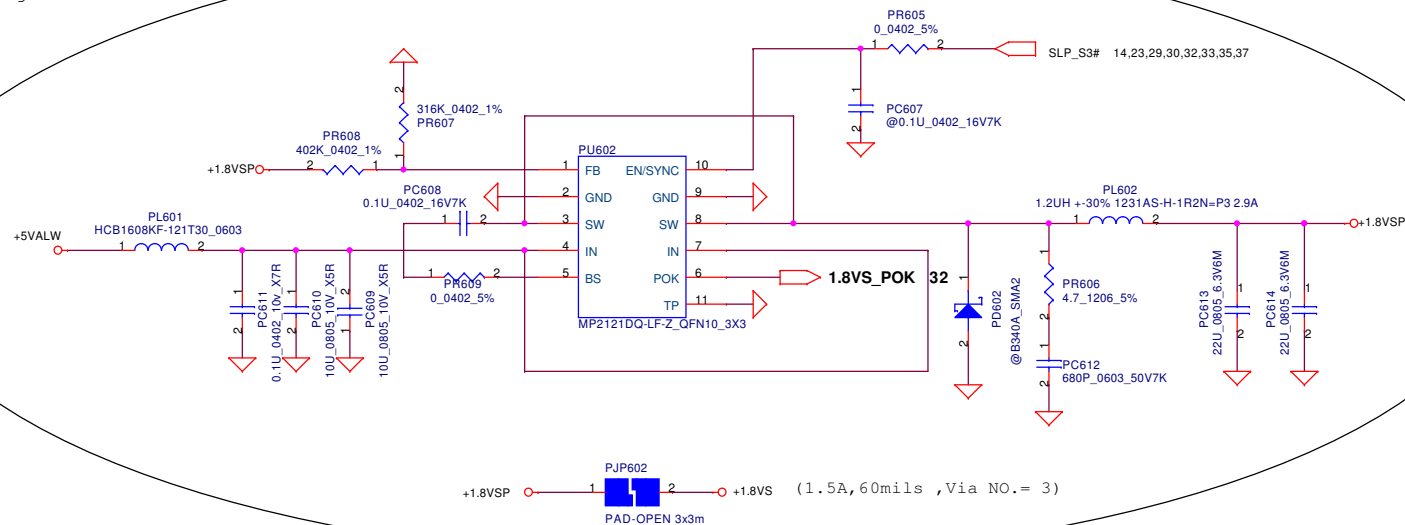 PR605
0_0402_5%
1 2
SLP_S3# 14,23,29,30,32,33,35,37
1
PC607
@0.1U_0402_16V7K
2
2
316K_0402_1%
PR607
1
PR608
402K_0402_1%
+1.8VSP 2 1
PU602
1 FB EN/SYNC 10
2 GND GND 9
3 SW SW 8
4 IN IN 7
5 BS POK 6
TP 11
MP2121DQ-LF-Z_QFN10_3X3
PC608
0.1U_0402_16V7K
1 2
1 2
PR609
0_0402_5%
PL601
HCB1608KF-121T30_0603
+5VALW 1 2
1
2
PC611
0.1U_0402_10v_X7R
1
2
PC610
10U_0805_10V_X5R
2
1
PC609
10U_0805_10V_X5R
1.8VS_POK 32
1
2
PD602
@B340A_SMA2
1
2
PR606
4.7_1206_5%
1
2
PC612
680P_0603_50V7K
PL602
1.2UH +-30% 1231AS-H-1R2N=P3 2.9A
1 2
+1.8VSP
1
2
PC613
22U_0805_6.3V6M
1
2
PC614
22U_0805_6.3V6M
PJP602
+1.8VSP 1 2 +1.8VS (1.5A,60mils ,Via NO.= 3)
PAD-OPEN 3x3m